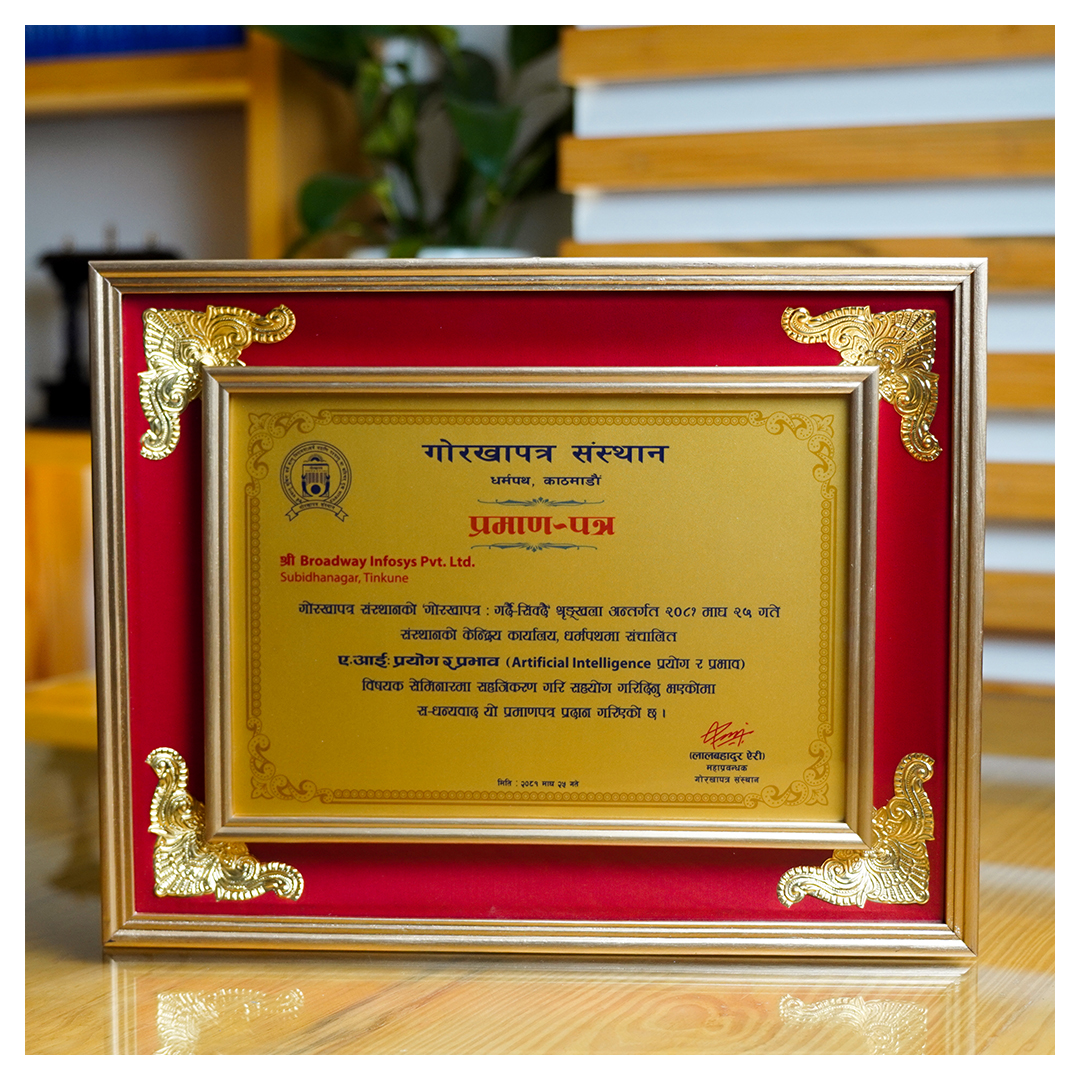 गोरखापत्र संस्थान
धर्मपथ, काठमाडौं
प्रमाण-पत्र
श्री Broadway Infosys Pvt. Ltd.
Subidhanagar, Tinkune
गोरखापत्र संस्थानको 'गोरखापत्र : गर्दै-सिक्दै' श्रृङ्खला अन्तर्गत २०८१ माघ २५ गते
संस्थानको केन्द्रिय कार्यालय, धर्मपथमा संचालित
ए.आई: प्रयोग र प्रभाव (Artificial Intelligence प्रयोग र प्रभाव)
विषयक सेमिनारमा सहजिकरण गरि सहयोग गरिदिनु भएकोमा
स-धन्यवाद यो प्रमाणपत्र प्रदान गरिएको छ ।
(लालबहादुर ऐरी)
महाप्रबन्धक
गोरखापत्र संस्थान
मिति : २०८१ माघ २५ गते